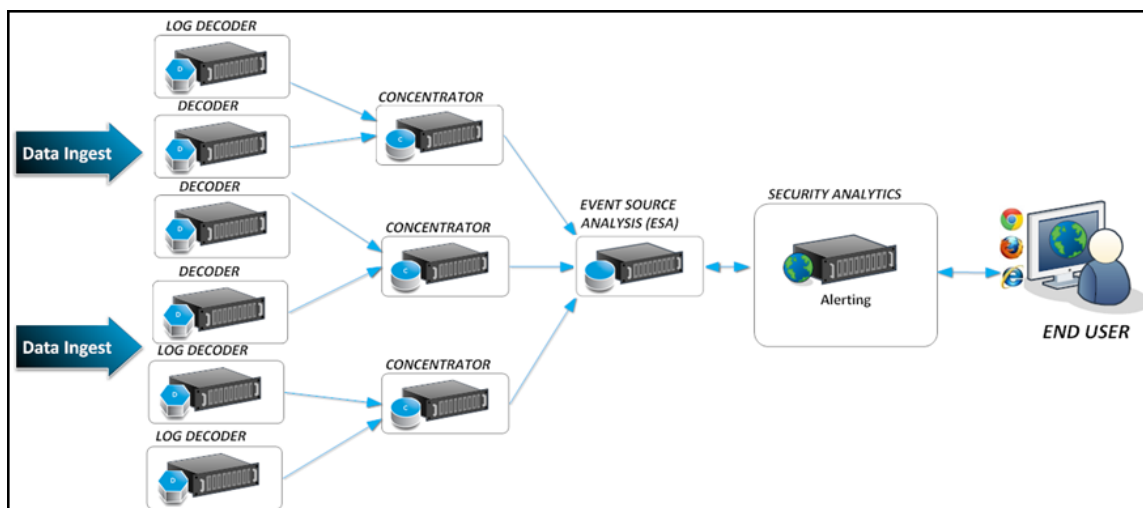 LOG DECODER
D
DECODER
D
Data Ingest
DECODER
D
DECODER
D
Data Ingest
LOG DECODER
D
LOG DECODER
D
CONCENTRATOR
C
CONCENTRATOR
C
CONCENTRATOR
C
EVENT SOURCE
ANALYSIS (ESA)
SECURITY ANALYTICS
Alerting
END USER